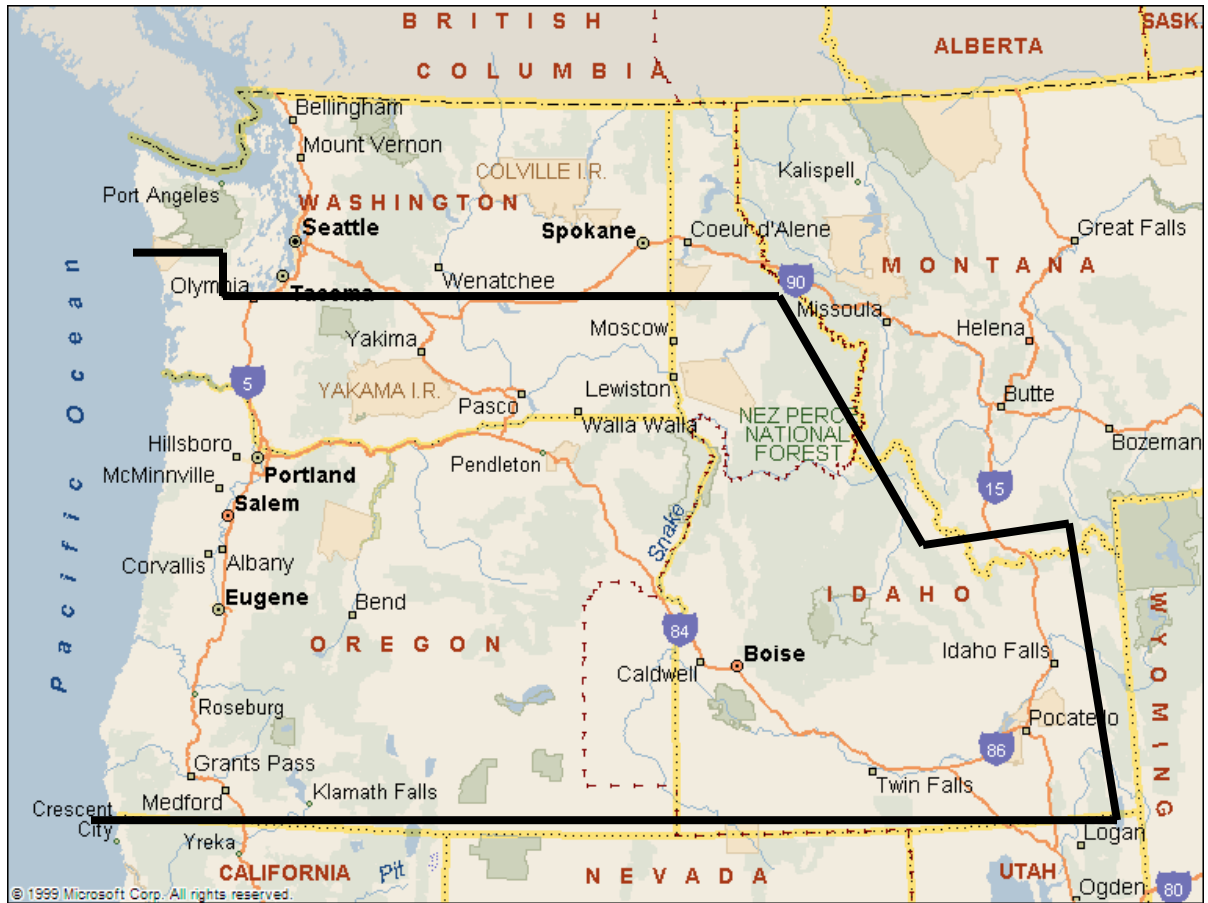 BRITISH
COLUMBIA
ALBERTA
SASK.
Bellingham
Mount Vernon
COLVILLE I.R.
Kalispell
Port Angeles
WASHINGTON
Seattle
Spokane
Coeur d'Alene
Great Falls
MONTANA
Olympia
Tacoma
Wenatchee
90
Missoula
Pacific Ocean
Yakima
Moscow
Helena
5
YAKAMA I.R.
Pasco
Lewiston
Butte
Walla Walla
NEZ PERC
NATIONAL
FOREST
Bozeman
Hillsboro
Portland
Pendleton
McMinnville
Salem
15
Snake
Corvallis
Albany
Eugene
Bend
IDAHO
WYOMING
OREGON
84
Boise
Caldwell
Idaho Falls
Roseburg
Pocatello
86
Grants Pass
Medford
Klamath Falls
Twin Falls
Crescent
City
Yreka
Logan
CALIFORNIA
Pit
NEVADA
UTAH
Ogden
80
© 1999 Microsoft Corp. All rights reserved.